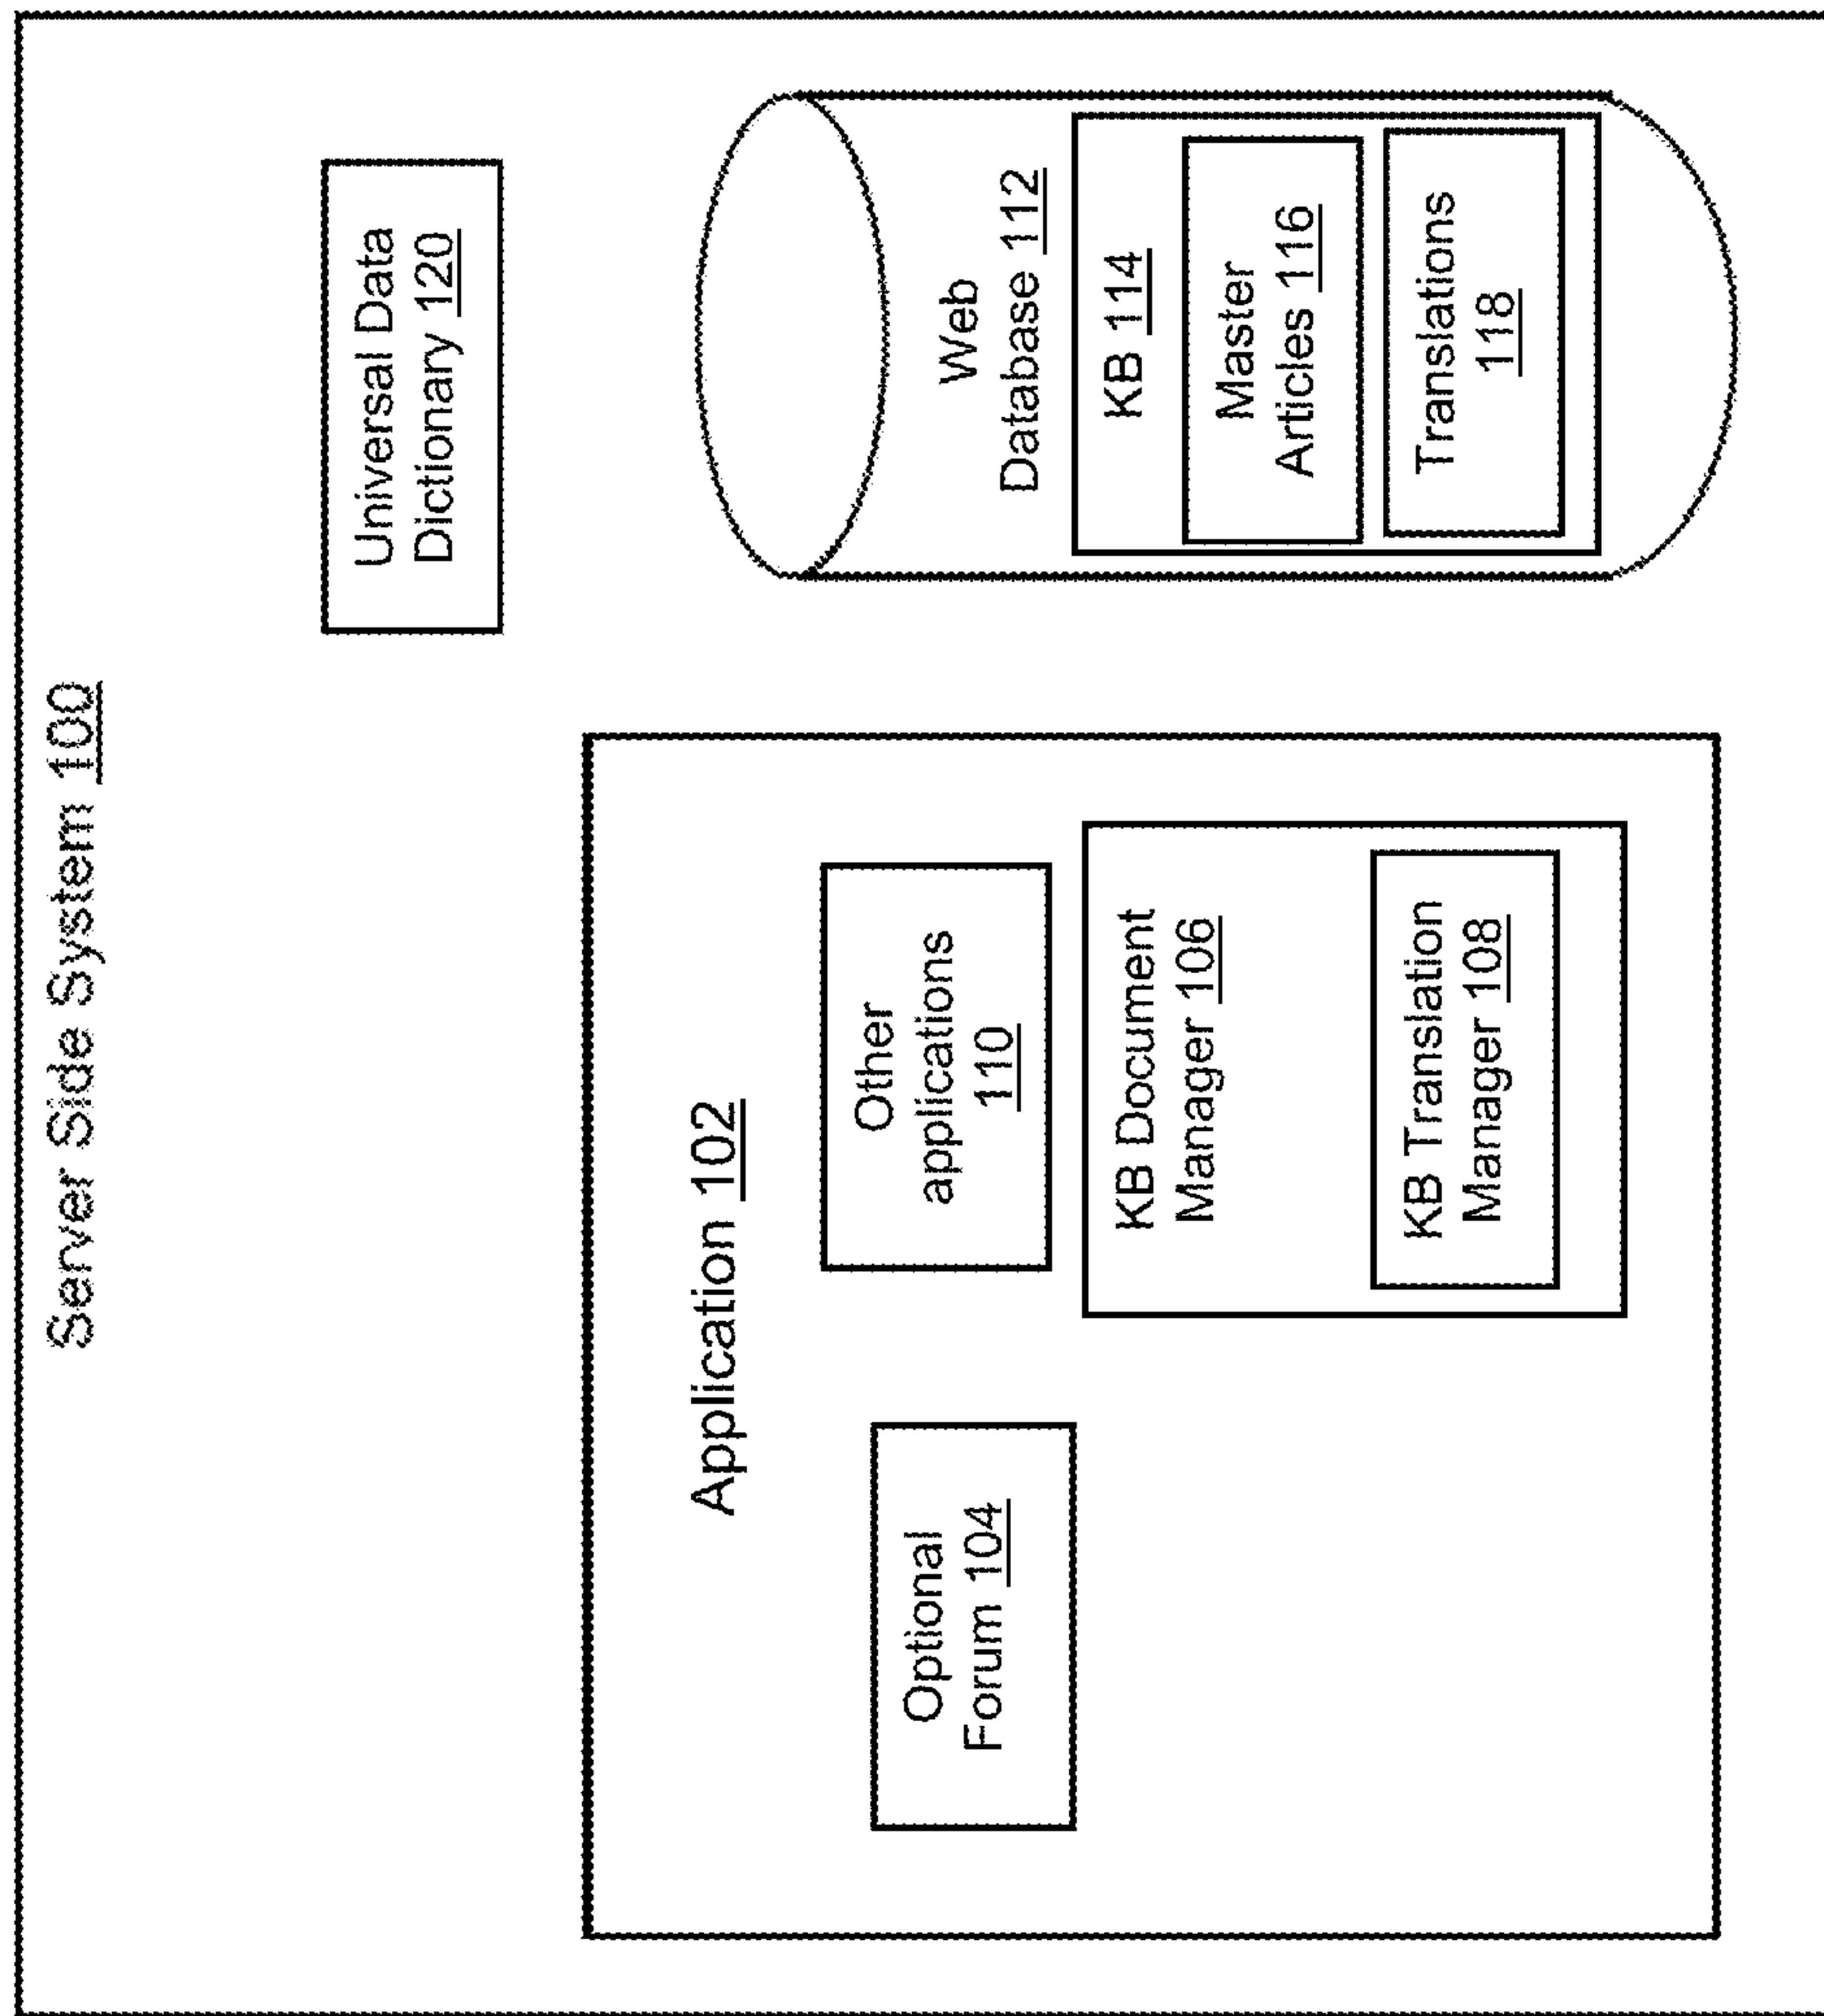 Server Side System 100
Universal Data
Dictionary 120
Application 102
Optional
Forum 104
Other
applications
110
KB Document
Manager 106
KB Translation
Manager 108
Web
Database 112
KB 114
Master
Articles 116
Translations
118